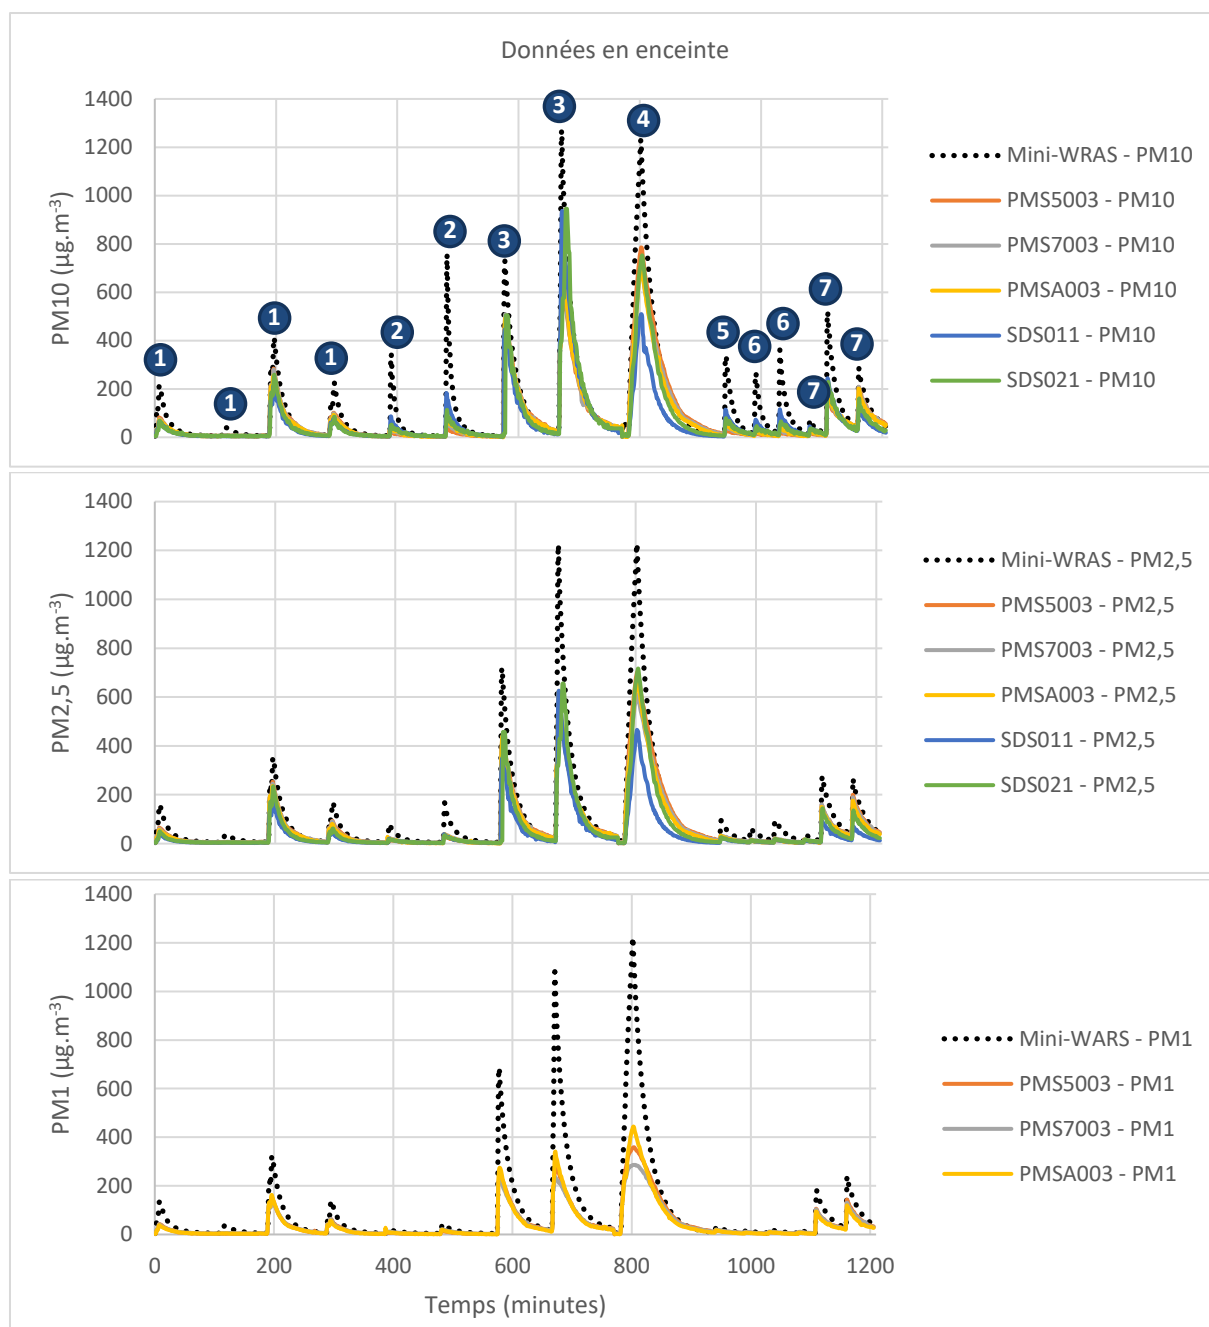 Données en enceinte
PM10 (µg.m-3)
1400
1200
1000
800
600
400
200
0
1
1
1
1
2
2
3
3
4
5
6
6
7
7
7
Mini-WRAS - PM10
PMS5003 - PM10
PMS7003 - PM10
PMSA003 - PM10
SDS011 - PM10
SDS021 - PM10
PM2,5 (µg.m-3)
1400
1200
1000
800
600
400
200
0
Mini-WRAS - PM2,5
PMS5003 - PM2,5
PMS7003 - PM2,5
PMSA003 - PM2,5
SDS011 - PM2,5
SDS021 - PM2,5
PM1 (µg.m-3)
1400
1200
1000
800
600
400
200
0
0 200 400 600 800 1000 1200
Temps (minutes)
Mini-WARS - PM1
PMS5003 - PM1
PMS7003 - PM1
PMSA003 - PM1